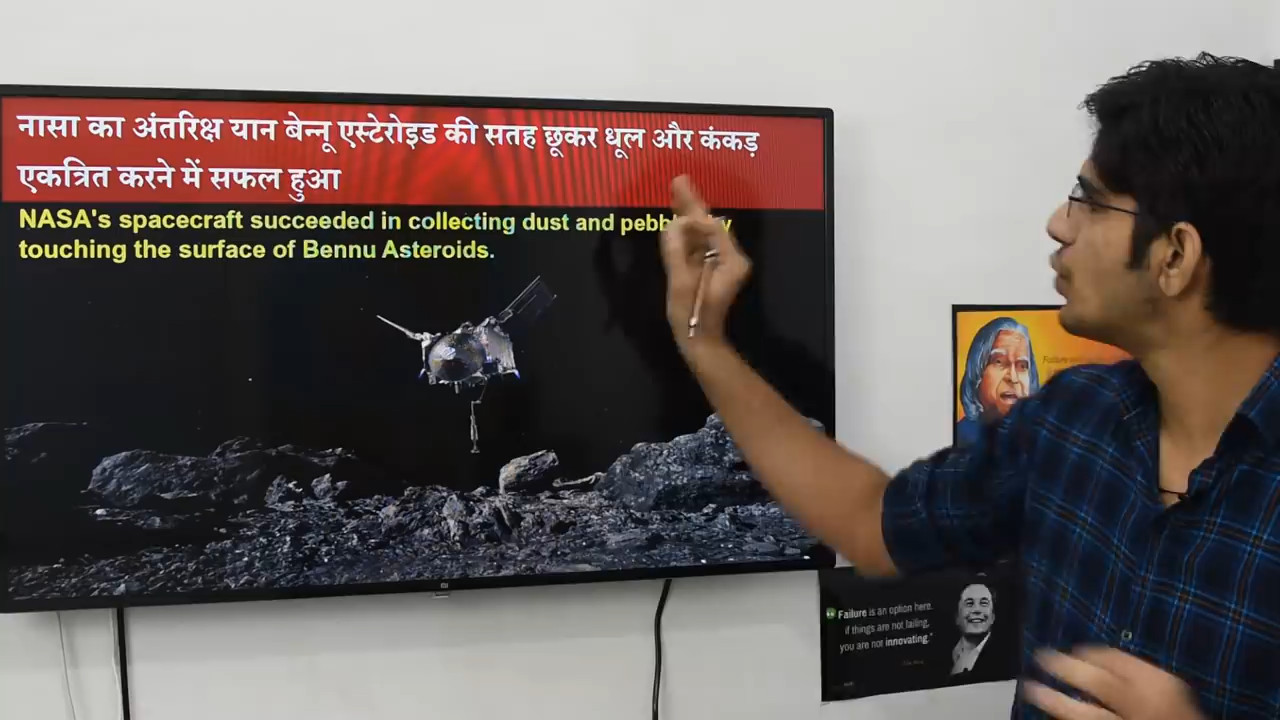 नासा का अंतरिक्ष यान बेन्नू एस्टेरोइड की सतह छूकर धूल और कंकड़
एकत्रित करने में सफल हुआ
NASA's spacecraft succeeded in collecting dust and
touching the surface of Bennu Asteroids.
Failure
Failure is an option here.
if things are not failing,
you are not innovating."